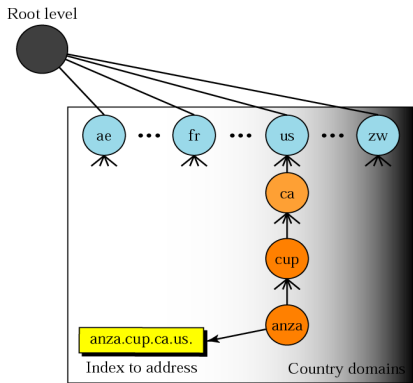 Root level
ae ••• fr ••• us ••• zw
ca
cup
anza
anza.cup.ca.us.
Index to address
Country domains